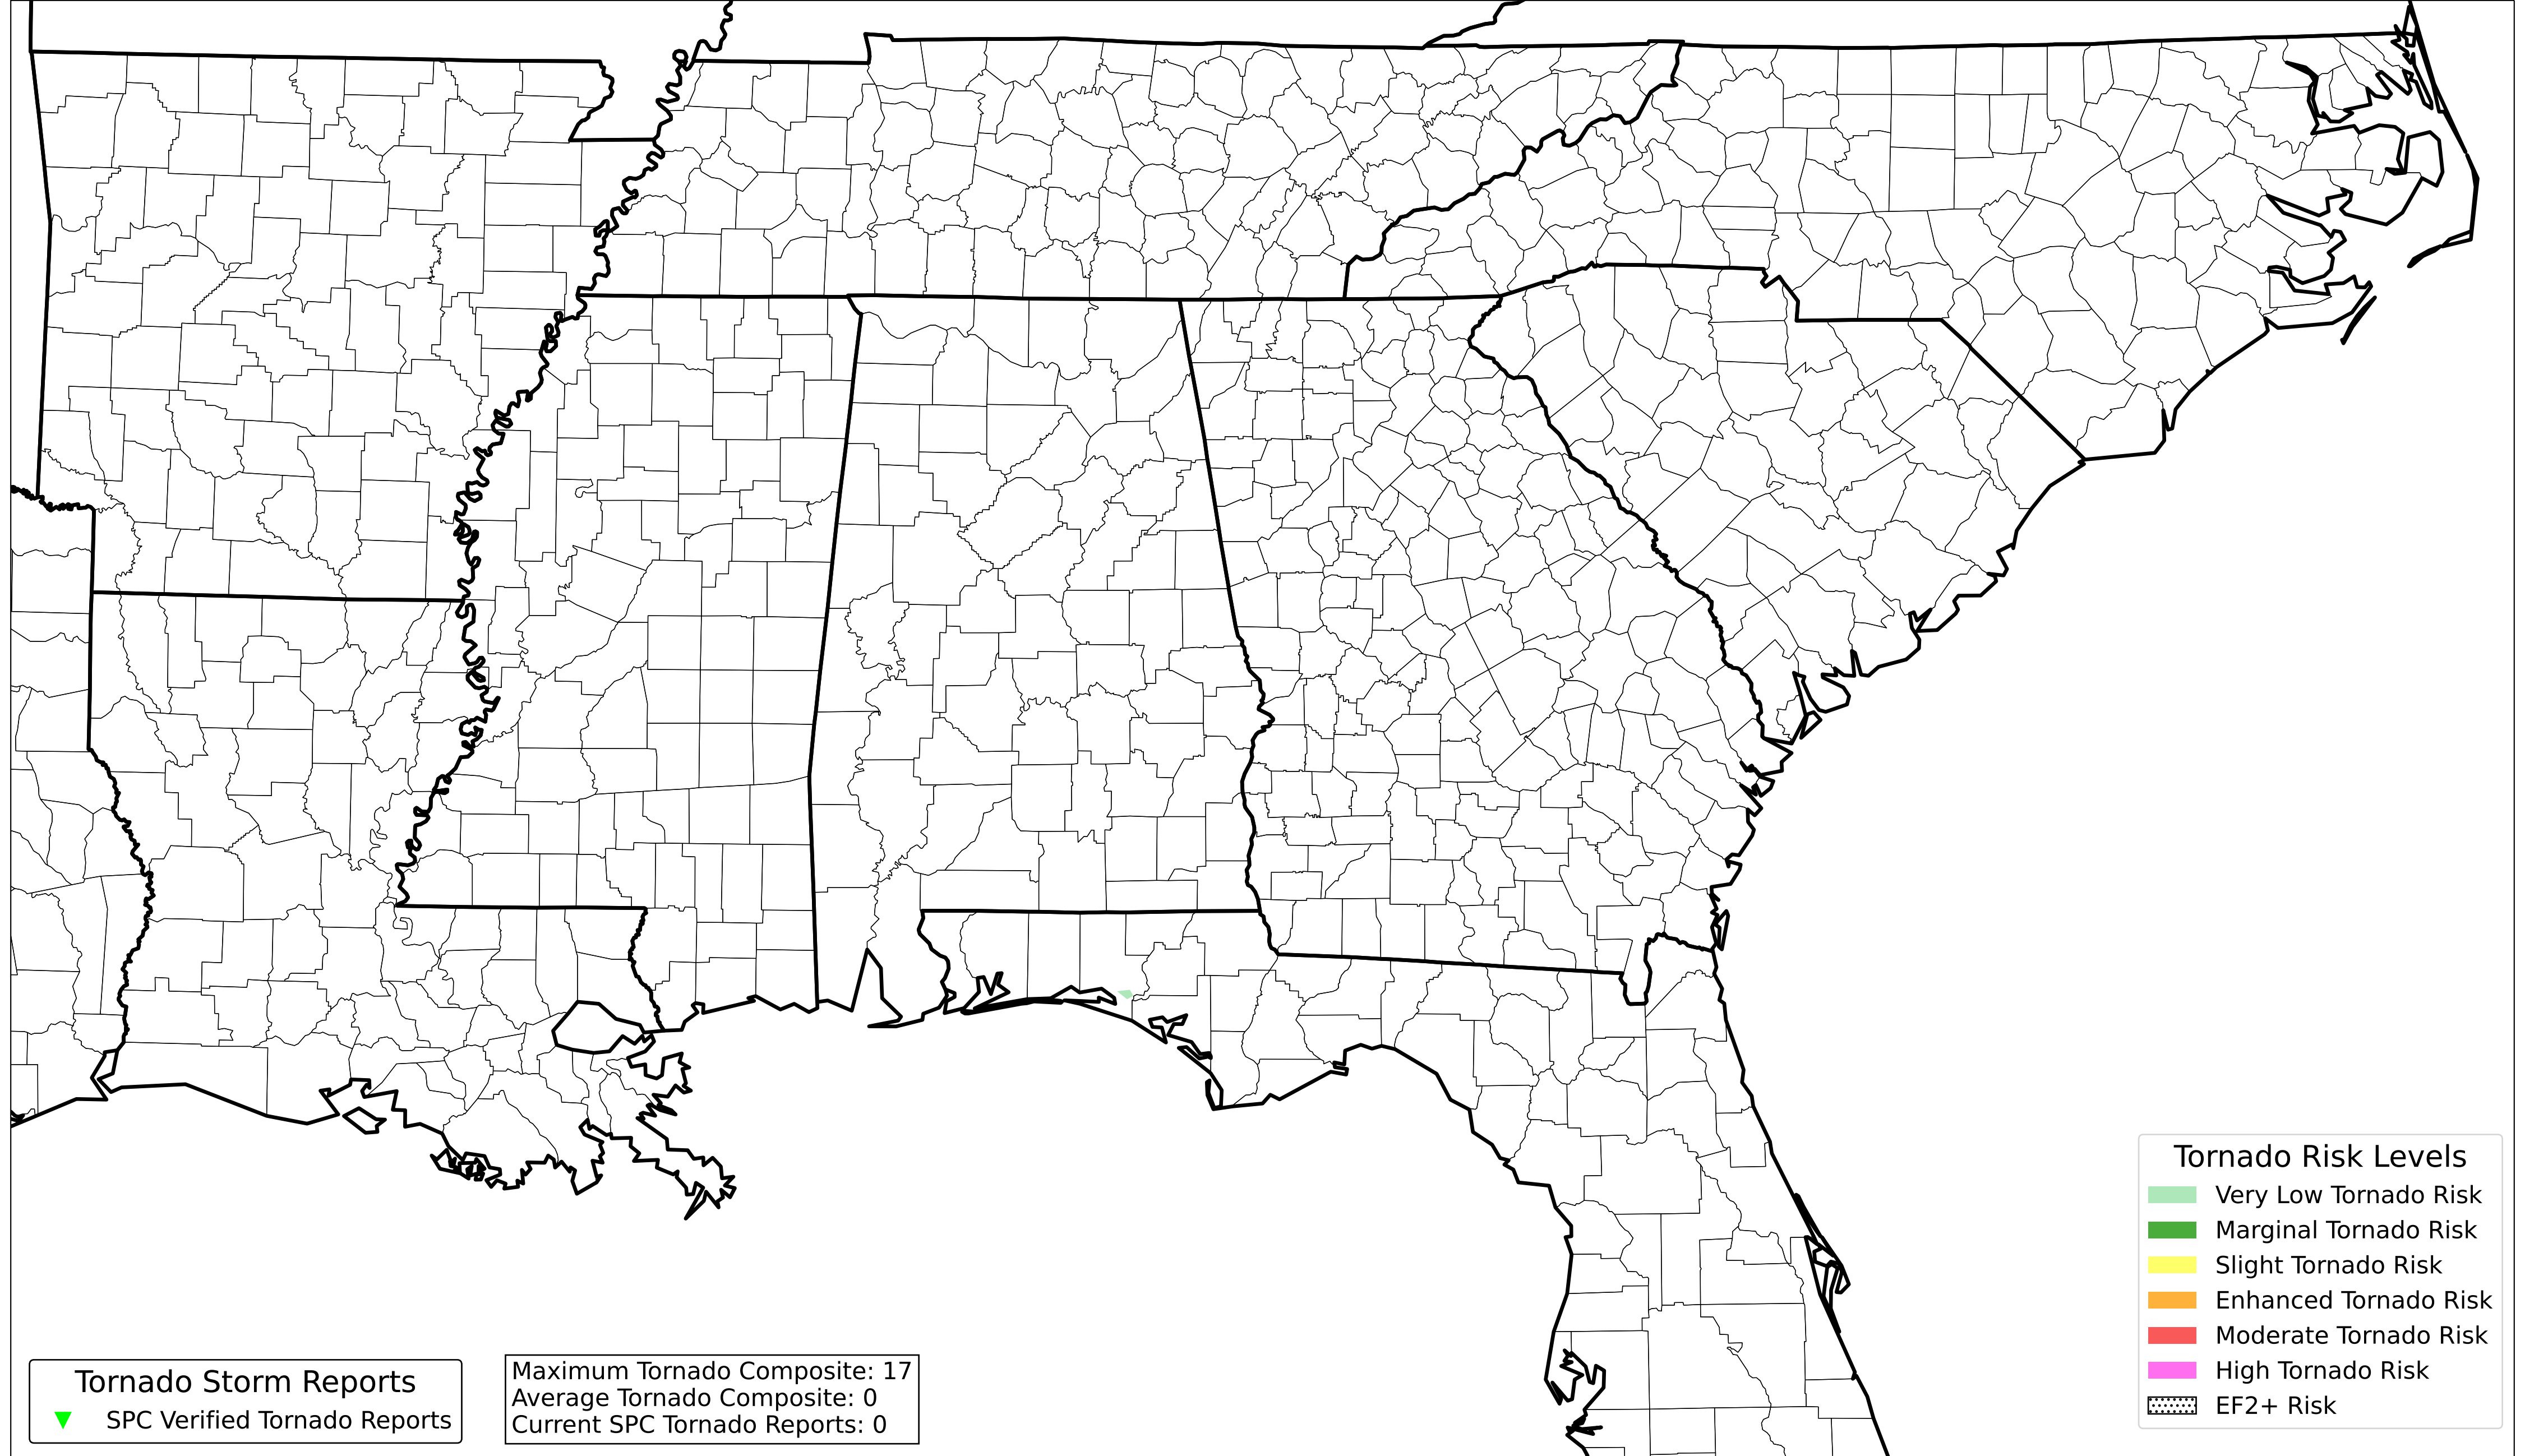 Tornado Risk Levels
Very Low Tornado Risk
Marginal Tornado Risk
Slight Tornado Risk
Enhanced Tornado Risk
Moderate Tornado Risk
High Tornado Risk
EF2+ Risk
Tornado Storm Reports
SPC Verified Tornado Reports
Maximum Tornado Composite: 17
Average Tornado Composite: 0
Current SPC Tornado Reports: 0